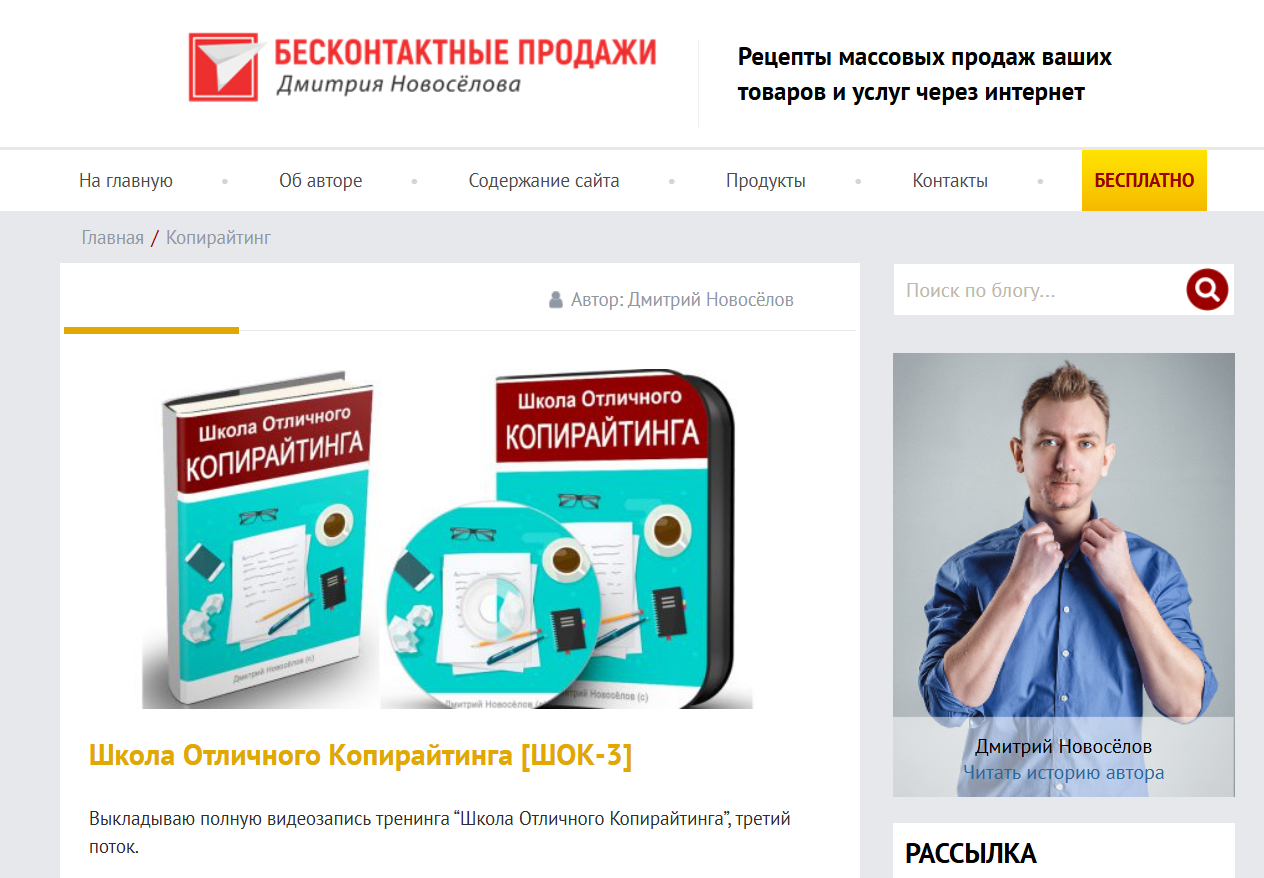 БЕСКОНТАКТНЫЕ ПРОДАЖИ
Дмитрия Новосёлова
Рецепты массовых продаж ваших
товаров и услуг через интернет
На главную
Об авторе
Содержание сайта
Продукты
Контакты
БЕСПЛАТНО
Главная / Копирайтинг
Автор: Дмитрий Новосёлов
Поиск по блогу...
Школа Отличного
КОПИРАЙТИНГА
Дмитрий Новосёлов (с)
Школа Отличного
КОПИРАЙТИНГА
Дмитрий Новосёлов (с)
Дмитрий Новосёлов (с)
Дмитрий Новосёлов
Читать историю автора
Школа Отличного Копирайтинга [ШОК-3]
Выкладываю полную видеозапись тренинга “Школа Отличного Копирайтинга”, третий
поток.
РАССЫЛКА